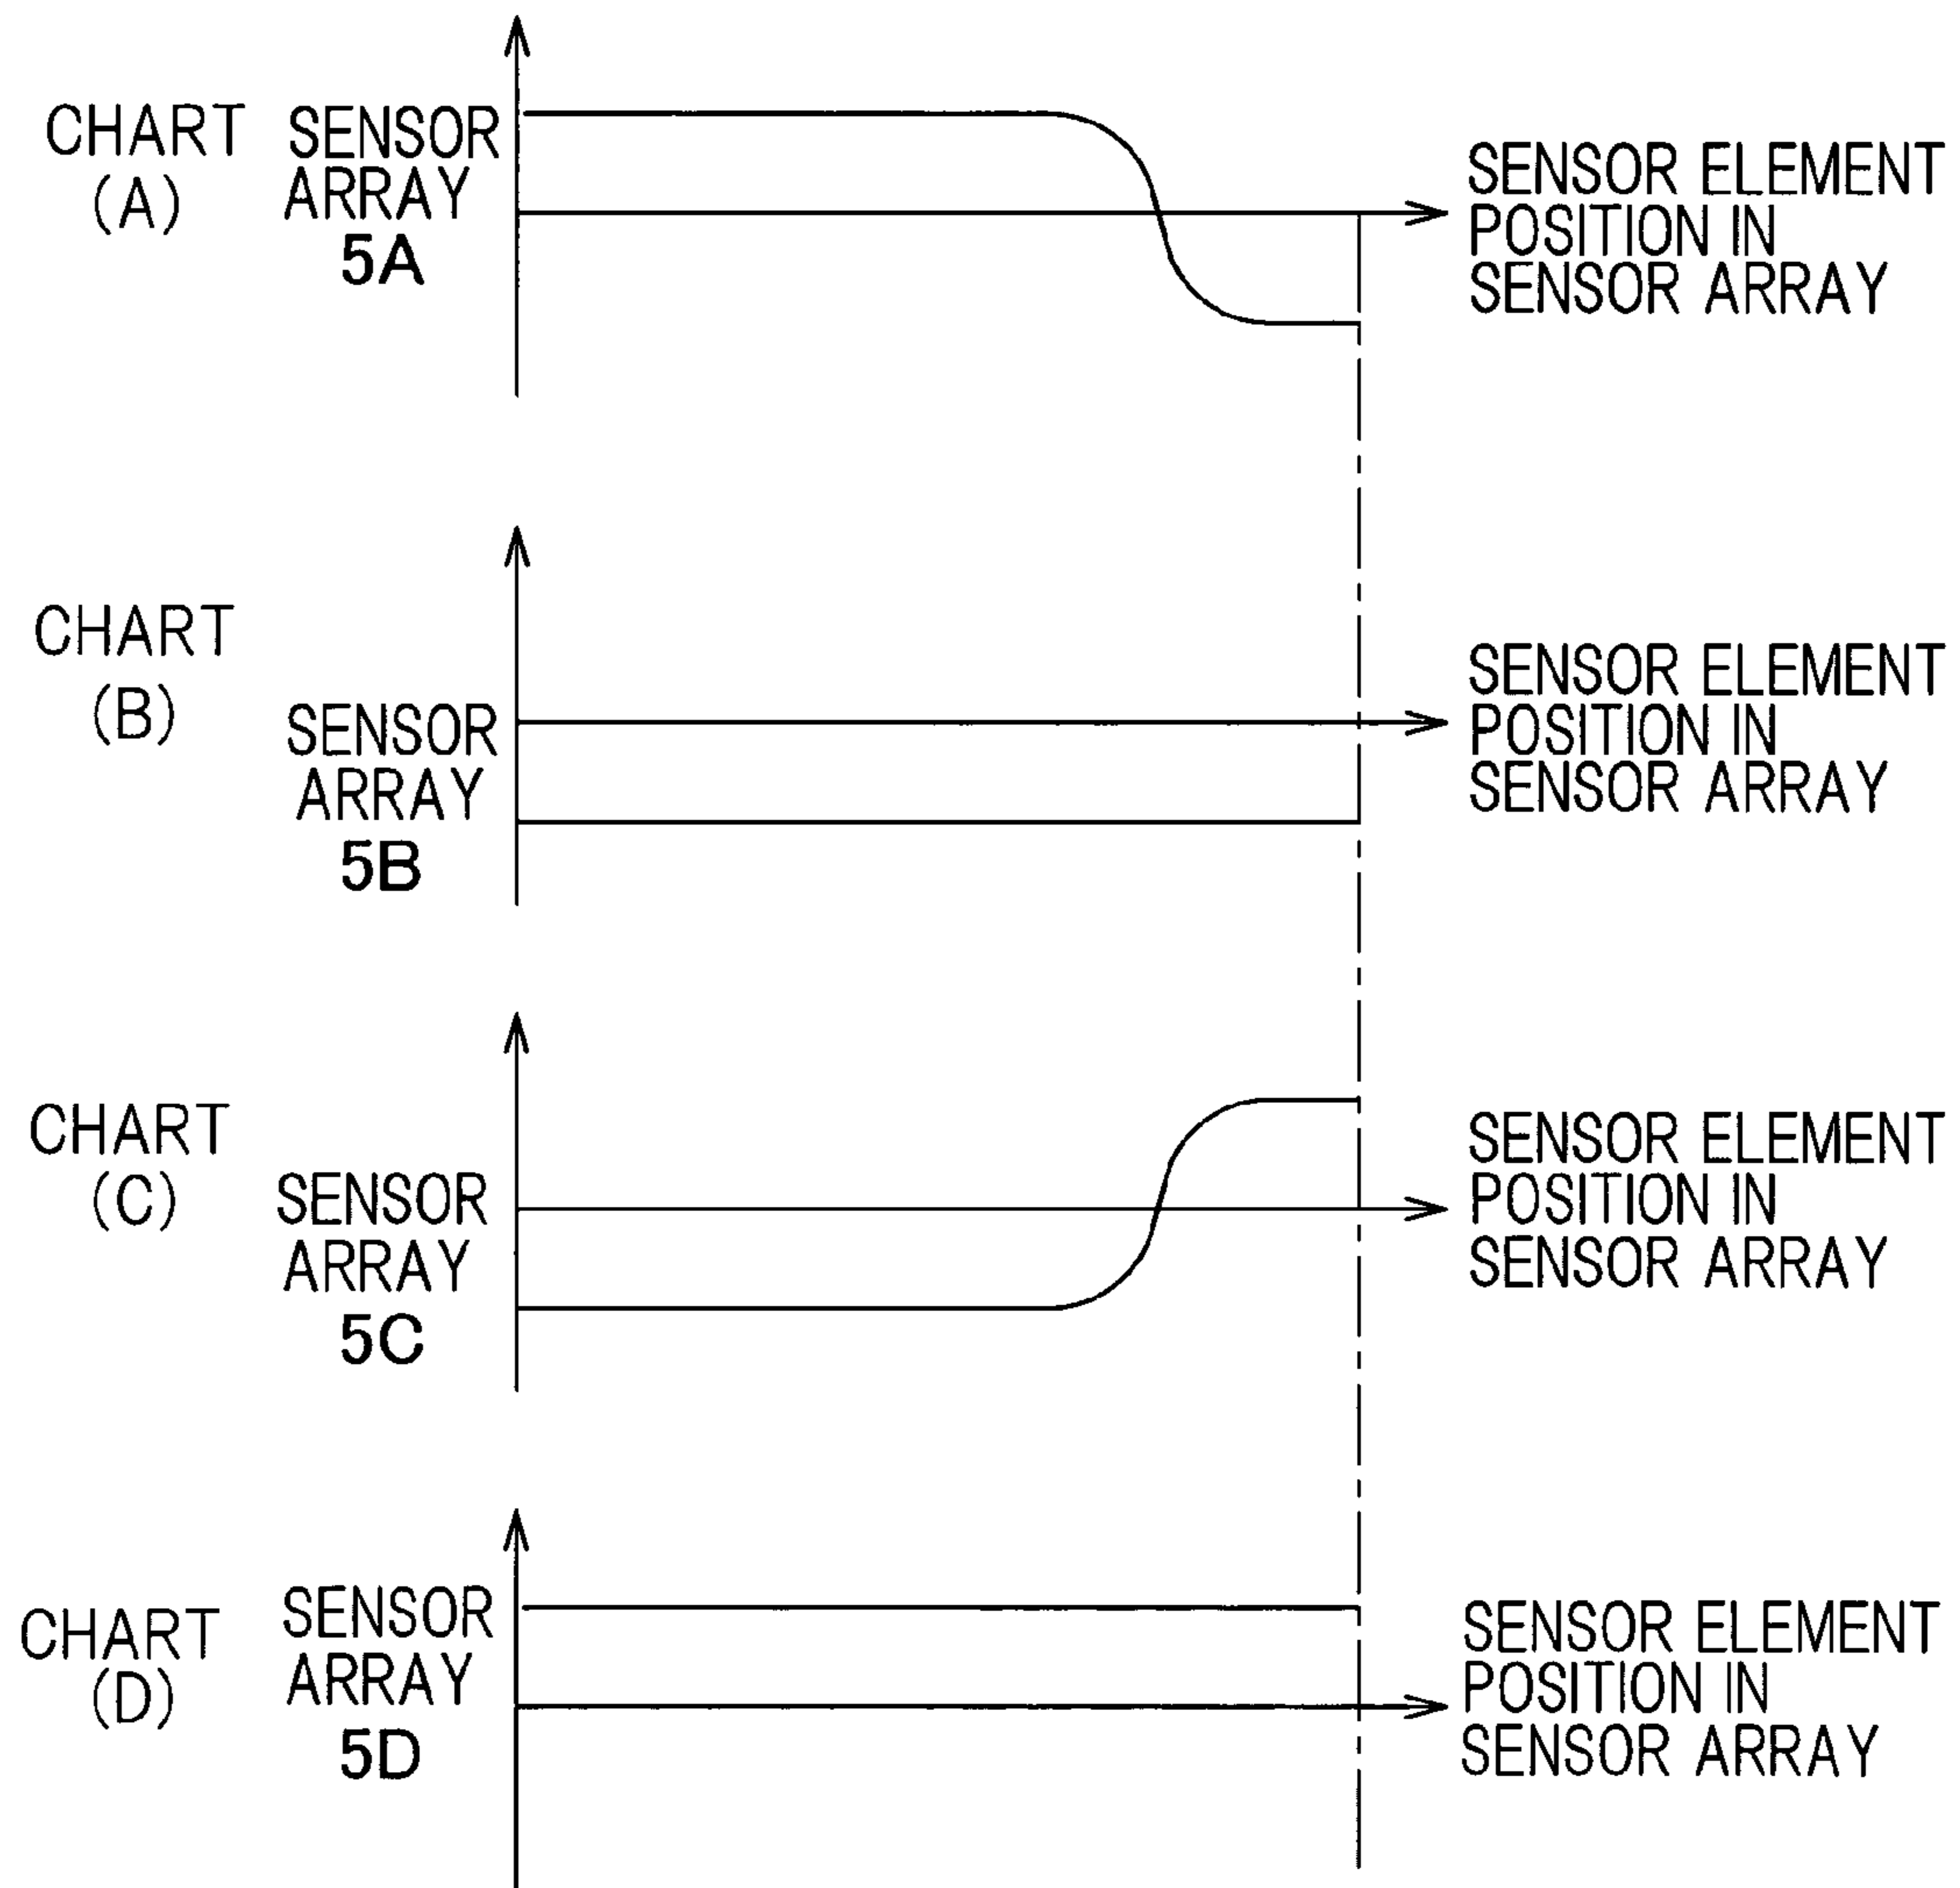 CHART
(A)
SENSOR
ARRAY
5A
SENSOR ELEMENT
POSITION IN
SENSOR ARRAY
CHART
(B)
SENSOR
ARRAY
5B
SENSOR ELEMENT
POSITION IN
SENSOR ARRAY
CHART
(C)
SENSOR
ARRAY
5C
SENSOR ELEMENT
POSITION IN
SENSOR ARRAY
CHART
(D)
SENSOR
ARRAY
5D
SENSOR ELEMENT
POSITION IN
SENSOR ARRAY